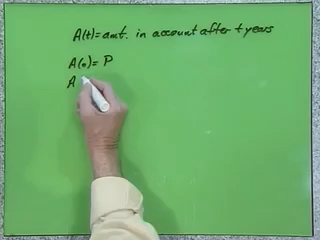 A(t)=amt. in account after t years
A(0)=P
A